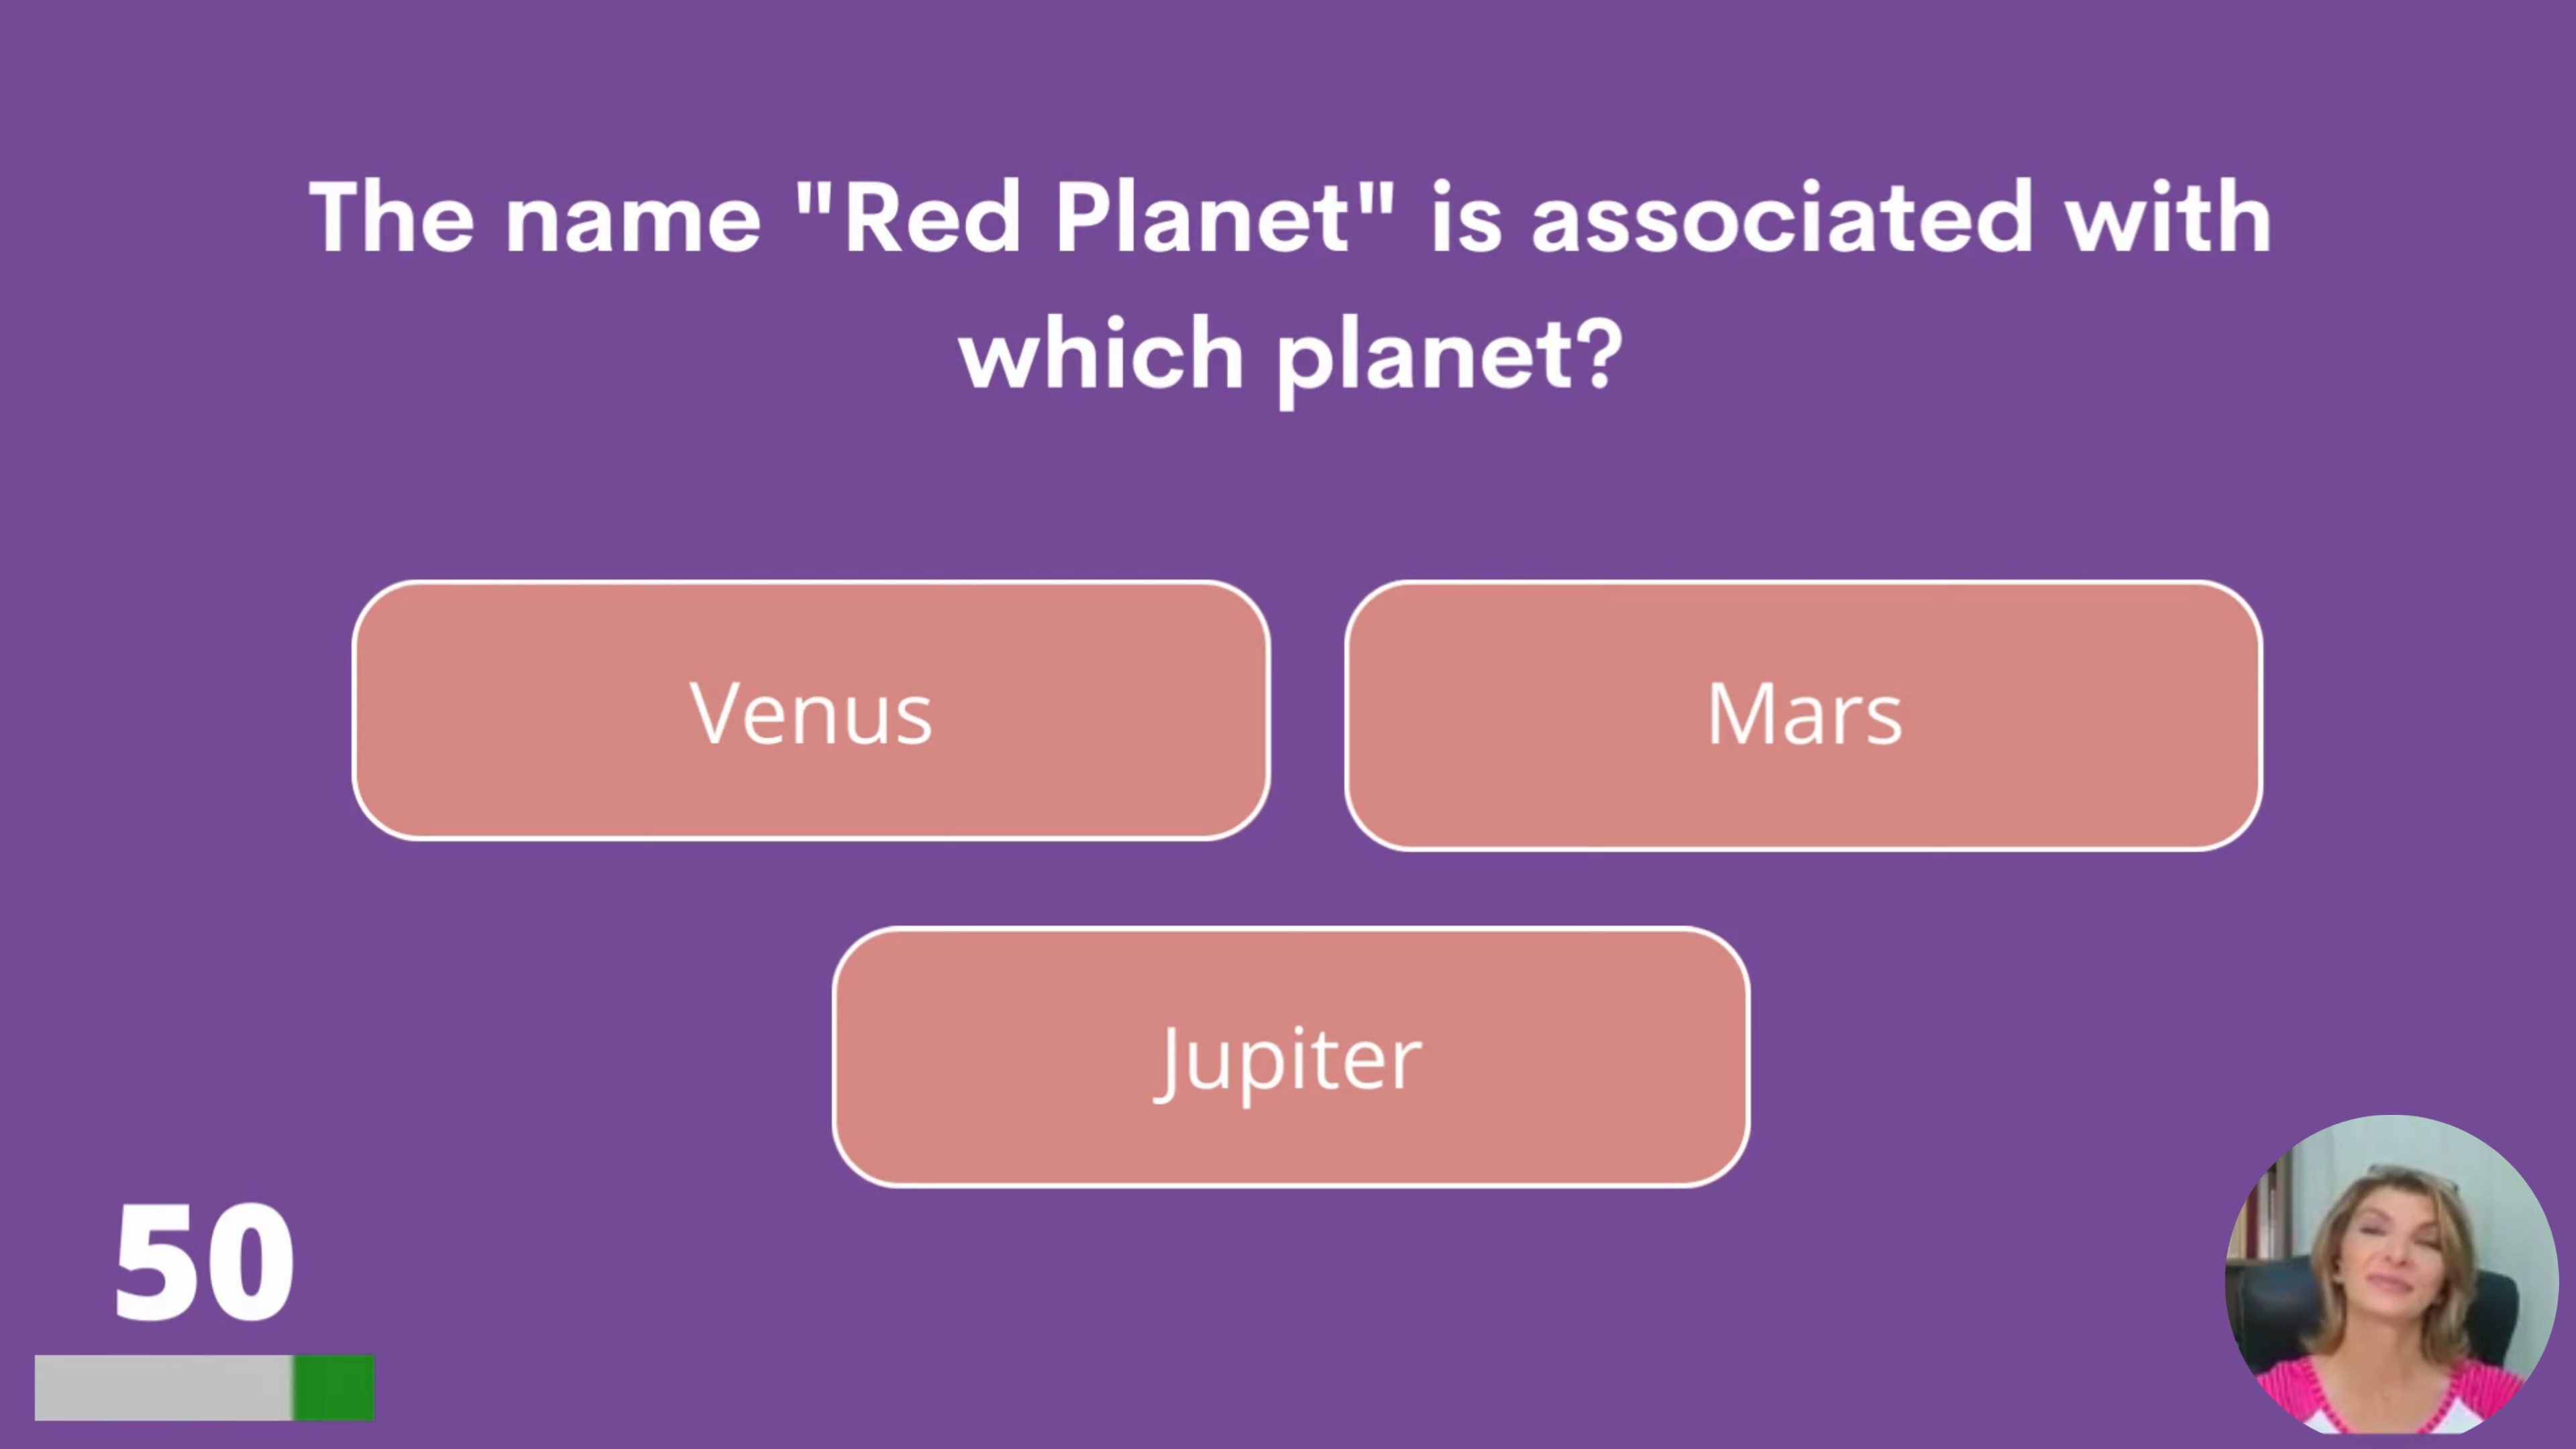 The name "Red Planet" is associated with
which planet?
Venus
Mars
Jupiter
50